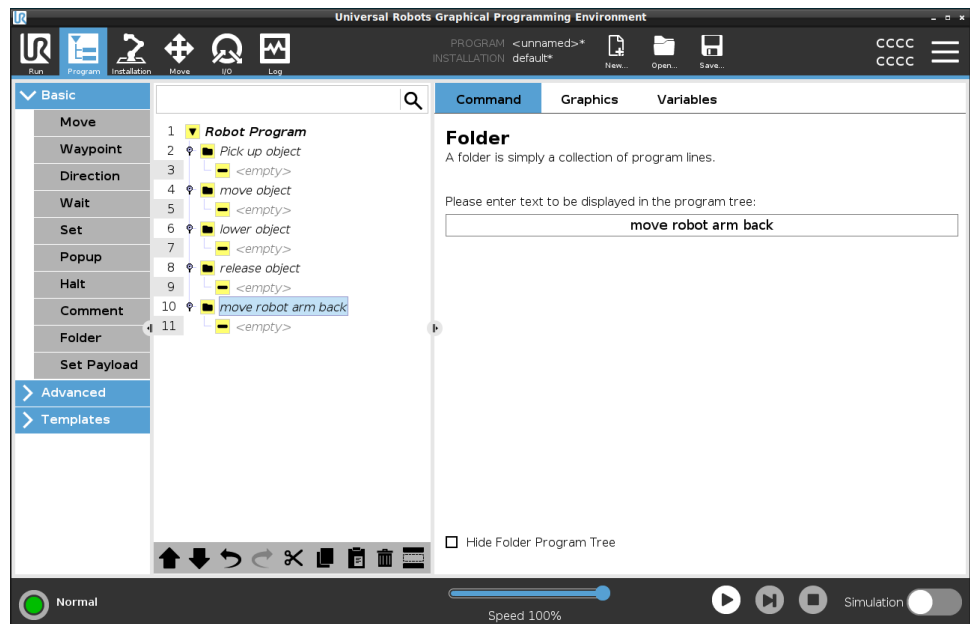 Universal Robots Graphical Programming Environment
Run
Program
Installation
Move
I/O
Log
PROGRAM <unnamed>*
INSTALLATION default*
New...
Open...
Save...
cccc
cccc
Basic
Move
Waypoint
Direction
Wait
Set
Popup
Halt
Comment
Folder
Set Payload
Advanced
Templates
1 Robot Program
2 Pick up object
3 <empty>
4 move object
5 <empty>
6 lower object
7 <empty>
8 release object
9 <empty>
10 move robot arm back
11 <empty>
Command Graphics Variables
Folder
A folder is simply a collection of program lines.
Please enter text to be displayed in the program tree:
move robot arm back
Hide Folder Program Tree
Normal
Speed 100%
Simulation